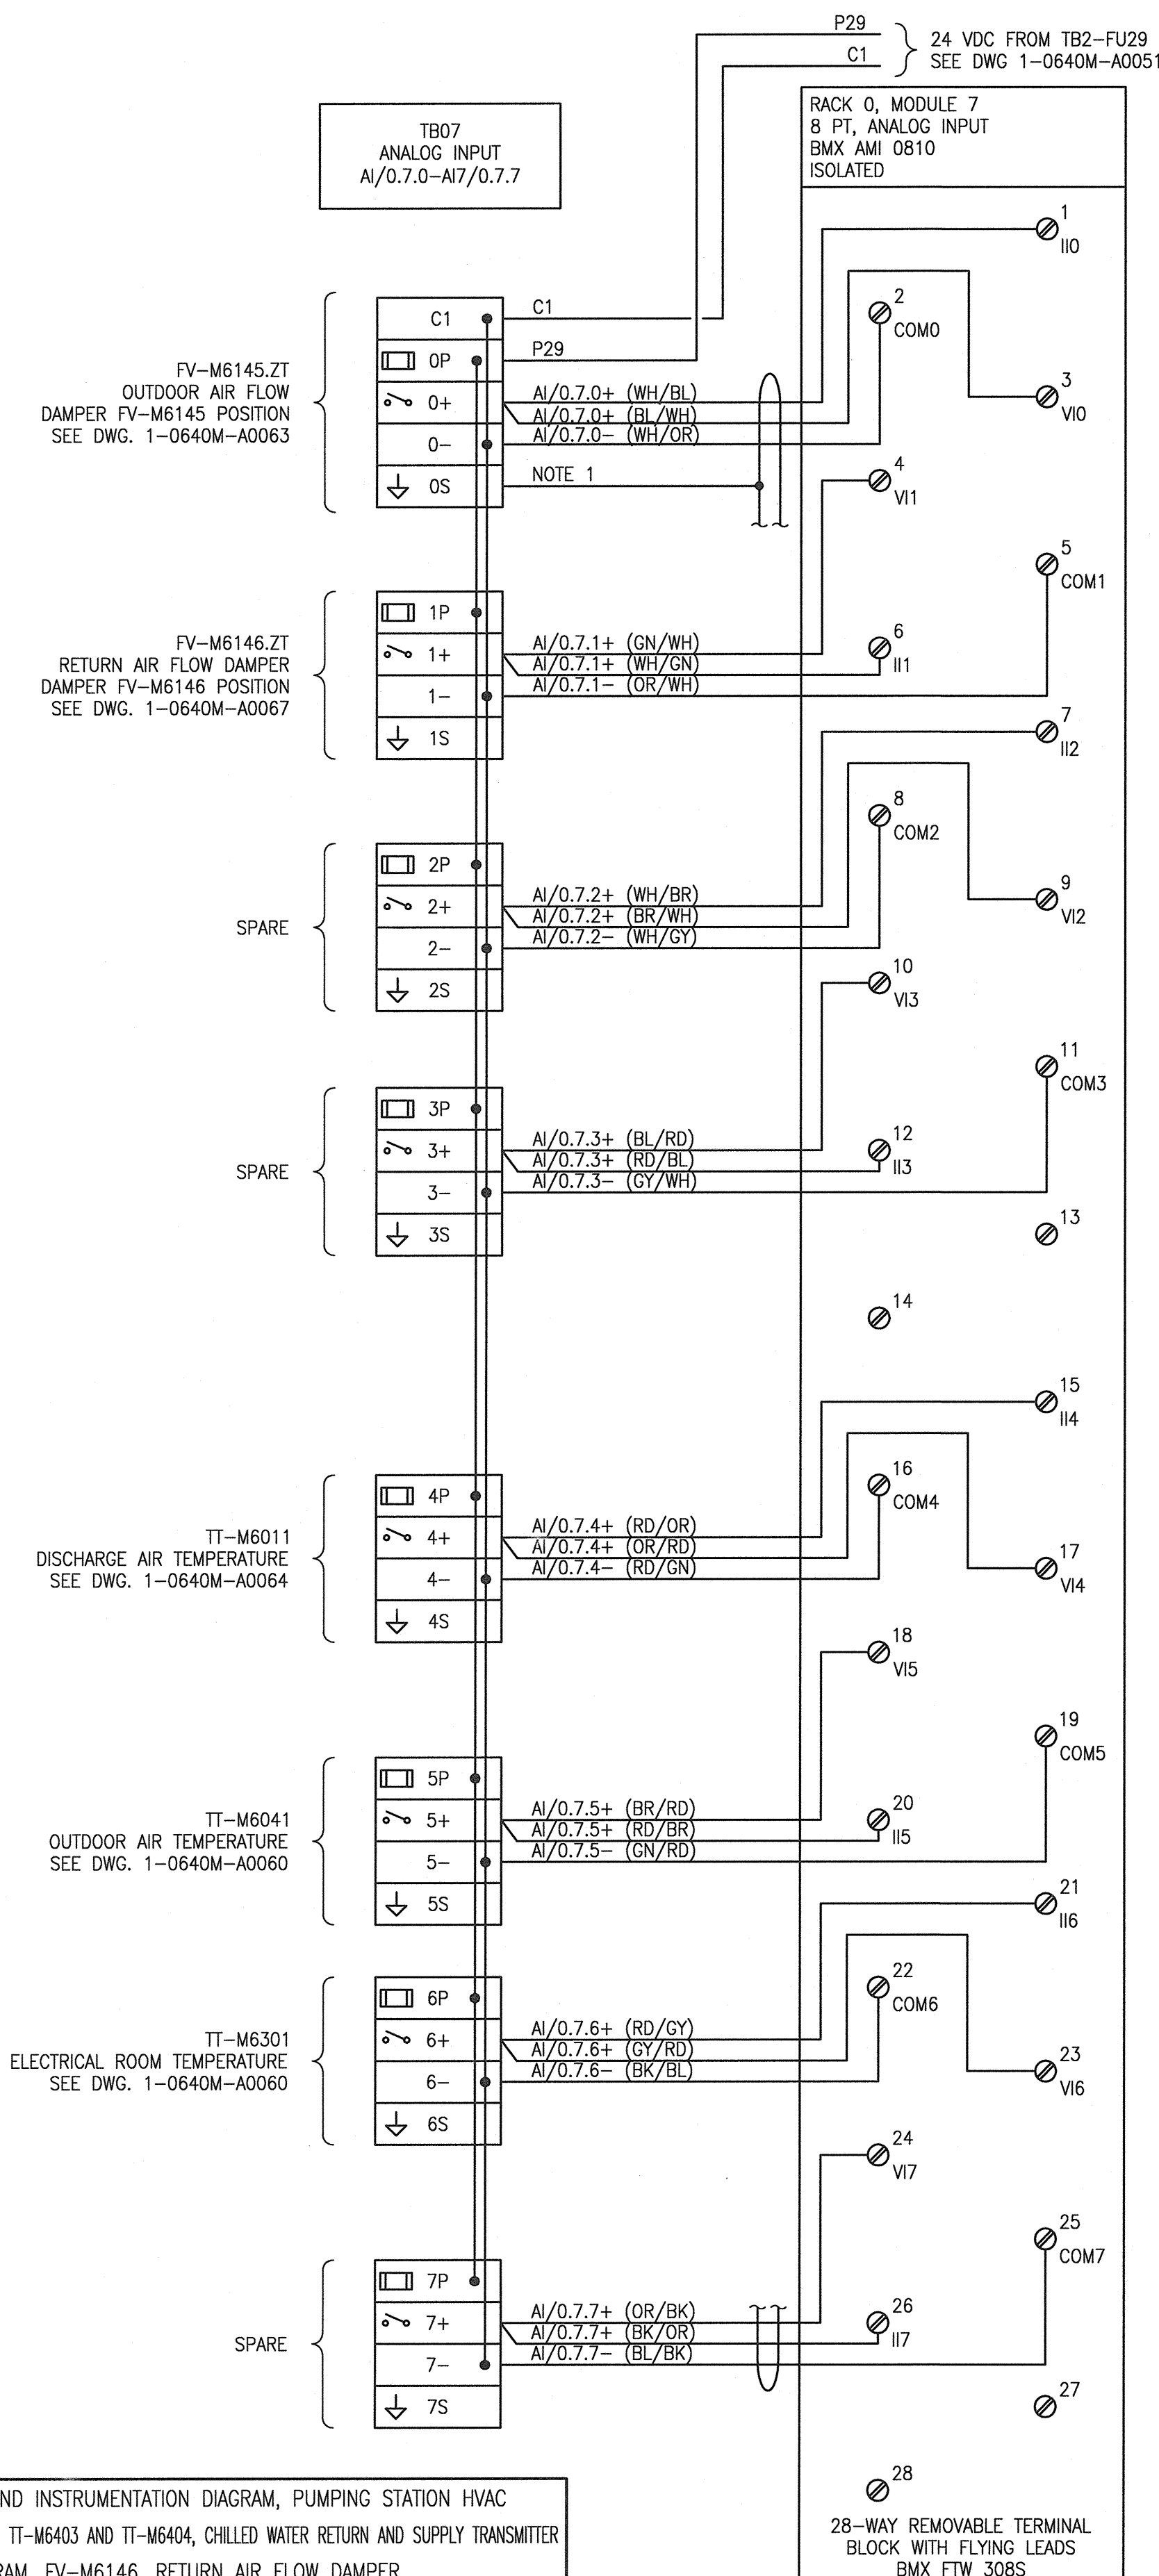 P29
C1
24 VDC FROM TB2-FU29
SEE DWG 1-0640M-A0051
TB07
ANALOG INPUT
AI/0.7.0-AI7/0.7.7
RACK 0, MODULE 7
8 PT, ANALOG INPUT
BMX AMI 0810
ISOLATED
1
II0
2
COM0
3
VI0
FV-M6145.ZT
OUTDOOR AIR FLOW
DAMPER FV-M6145 POSITION
SEE DWG. 1-0640M-A0063
C1
C1
0P
P29
0+
AI/0.7.0+ (WH/BL)
AI/0.7.0+ (BL/WH)
0-
AI/0.7.0- (WH/OR)
0S
NOTE 1
4
VI1
5
COM1
6
II1
FV-M6146.ZT
RETURN AIR FLOW DAMPER
DAMPER FV-M6146 POSITION
SEE DWG. 1-0640M-A0067
1P
1+
AI/0.7.1+ (GN/WH)
AI/0.7.1+ (WH/GN)
1-
AI/0.7.1- (OR/WH)
1S
7
II2
8
COM2
9
VI2
SPARE
2P
2+
AI/0.7.2+ (WH/BR)
AI/0.7.2+ (BR/WH)
2-
AI/0.7.2- (WH/GY)
2S
10
VI3
11
COM3
12
II3
SPARE
3P
3+
AI/0.7.3+ (BL/RD)
AI/0.7.3+ (RD/BL)
3-
AI/0.7.3- (GY/WH)
3S
13
14
15
II4
16
COM4
17
VI4
TT-M6011
DISCHARGE AIR TEMPERATURE
SEE DWG. 1-0640M-A0064
4P
4+
AI/0.7.4+ (RD/OR)
AI/0.7.4+ (OR/RD)
4-
AI/0.7.4- (RD/GN)
4S
18
VI5
19
COM5
20
II5
TT-M6041
OUTDOOR AIR TEMPERATURE
SEE DWG. 1-0640M-A0060
5P
5+
AI/0.7.5+ (BR/RD)
AI/0.7.5+ (RD/BR)
5-
AI/0.7.5- (GN/RD)
5S
21
II6
22
COM6
23
VI6
TT-M6301
ELECTRICAL ROOM TEMPERATURE
SEE DWG. 1-0640M-A0060
6P
6+
AI/0.7.6+ (RD/GY)
AI/0.7.6+ (GY/RD)
6-
AI/0.7.6- (BK/BL)
6S
24
VI7
25
COM7
26
II7
SPARE
7P
7+
AI/0.7.7+ (OR/BK)
AI/0.7.7+ (BK/OR)
7-
AI/0.7.7- (BL/BK)
7S
27
28
28-WAY REMOVABLE TERMINAL
BLOCK WITH FLYING LEADS
BMX FTW 308S
ND INSTRUMENTATION DIAGRAM, PUMPING STATION HVAC
TT-M6403 AND TT-M6404, CHILLED WATER RETURN AND SUPPLY TRANSMITTER
RAM, FV-M6146, RETURN AIR FLOW DAMPER